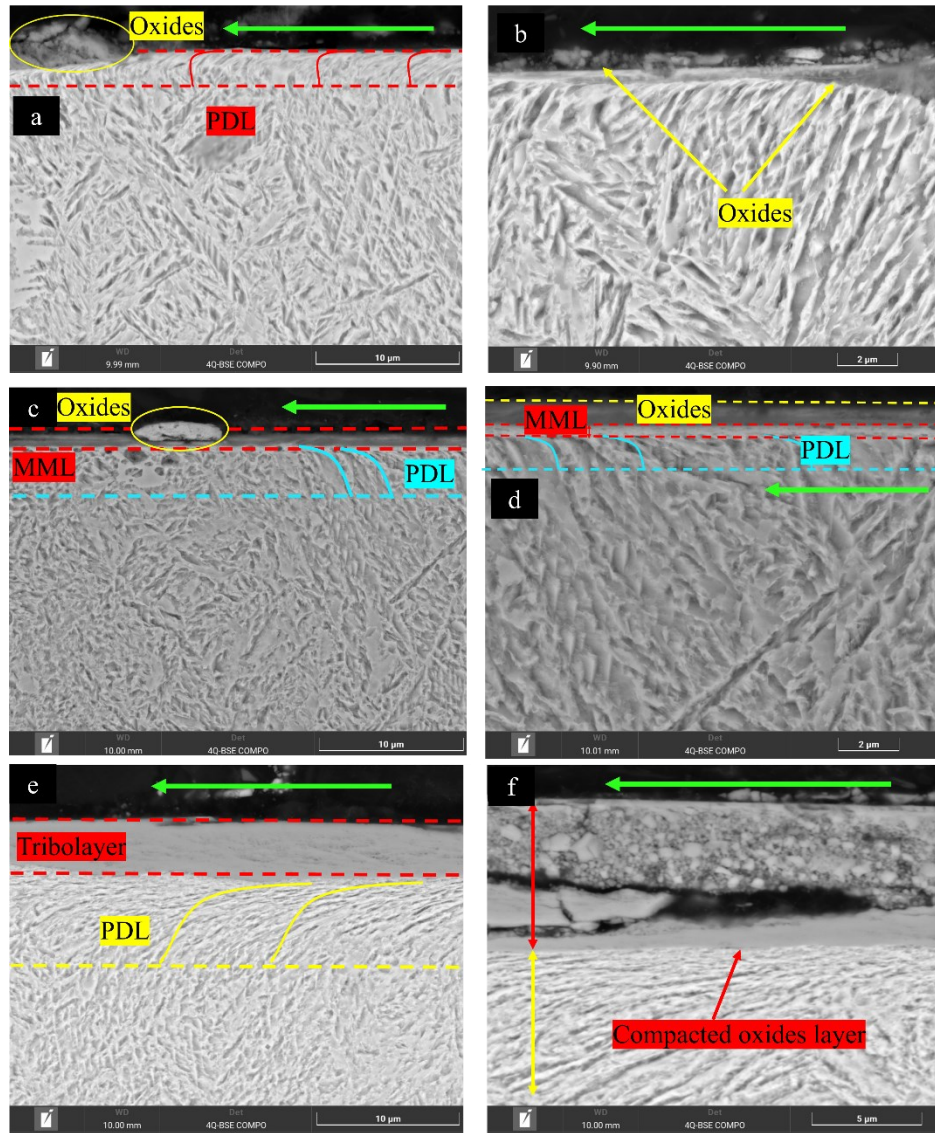 Oxides
a
PDL
WD
Det
9.99 mm
4Q-BSE COMPO
10 µm
b
Oxides
WD
Det
9.90 mm
4Q-BSE COMPO
2 µm
Oxides
c
MML
PDL
WD
Det
10.00 mm
4Q-BSE COMPO
10 µm
Oxides
MML
PDL
d
WD
Det
10.01 mm
4Q-BSE COMPO
2 µm
e
Tribolayer
PDL
WD
Det
10.00 mm
4Q-BSE COMPO
10 µm
f
Compacted oxides layer
WD
Det
10.00 mm
4Q-BSE COMPO
5 µm